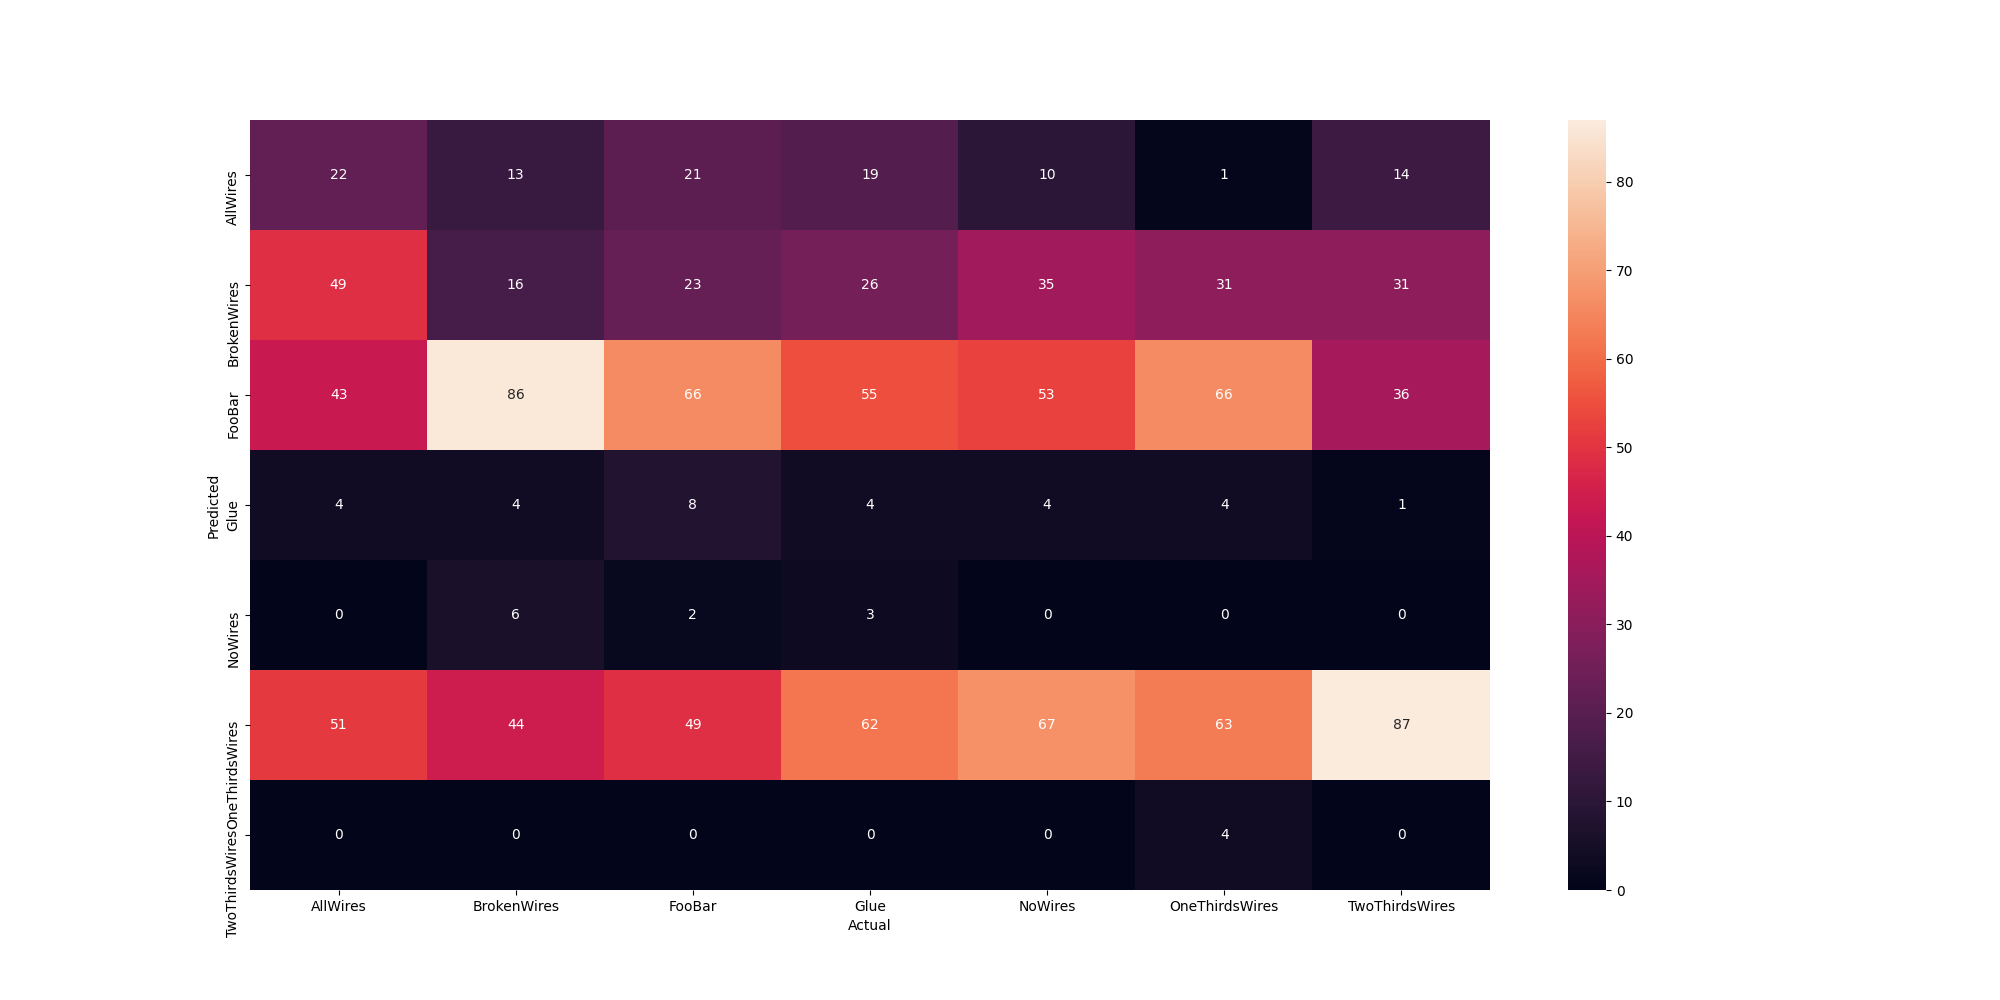 AllWires 22 13 21 19 10 1 14
BrokenWires 49 16 23 26 35 31 31
FooBar 43 86 66 55 53 66 36
Glue 4 4 8 4 4 4 1
NoWires 0 6 2 3 0 0 0
OneThirdsWires 51 44 49 62 67 63 87
TwoThirdsWires 0 0 0 0 0 4 0
Predicted
AllWires BrokenWires FooBar Glue NoWires OneThirdsWires TwoThirdsWires
Actual
80
70
60
50
40
30
20
10
0